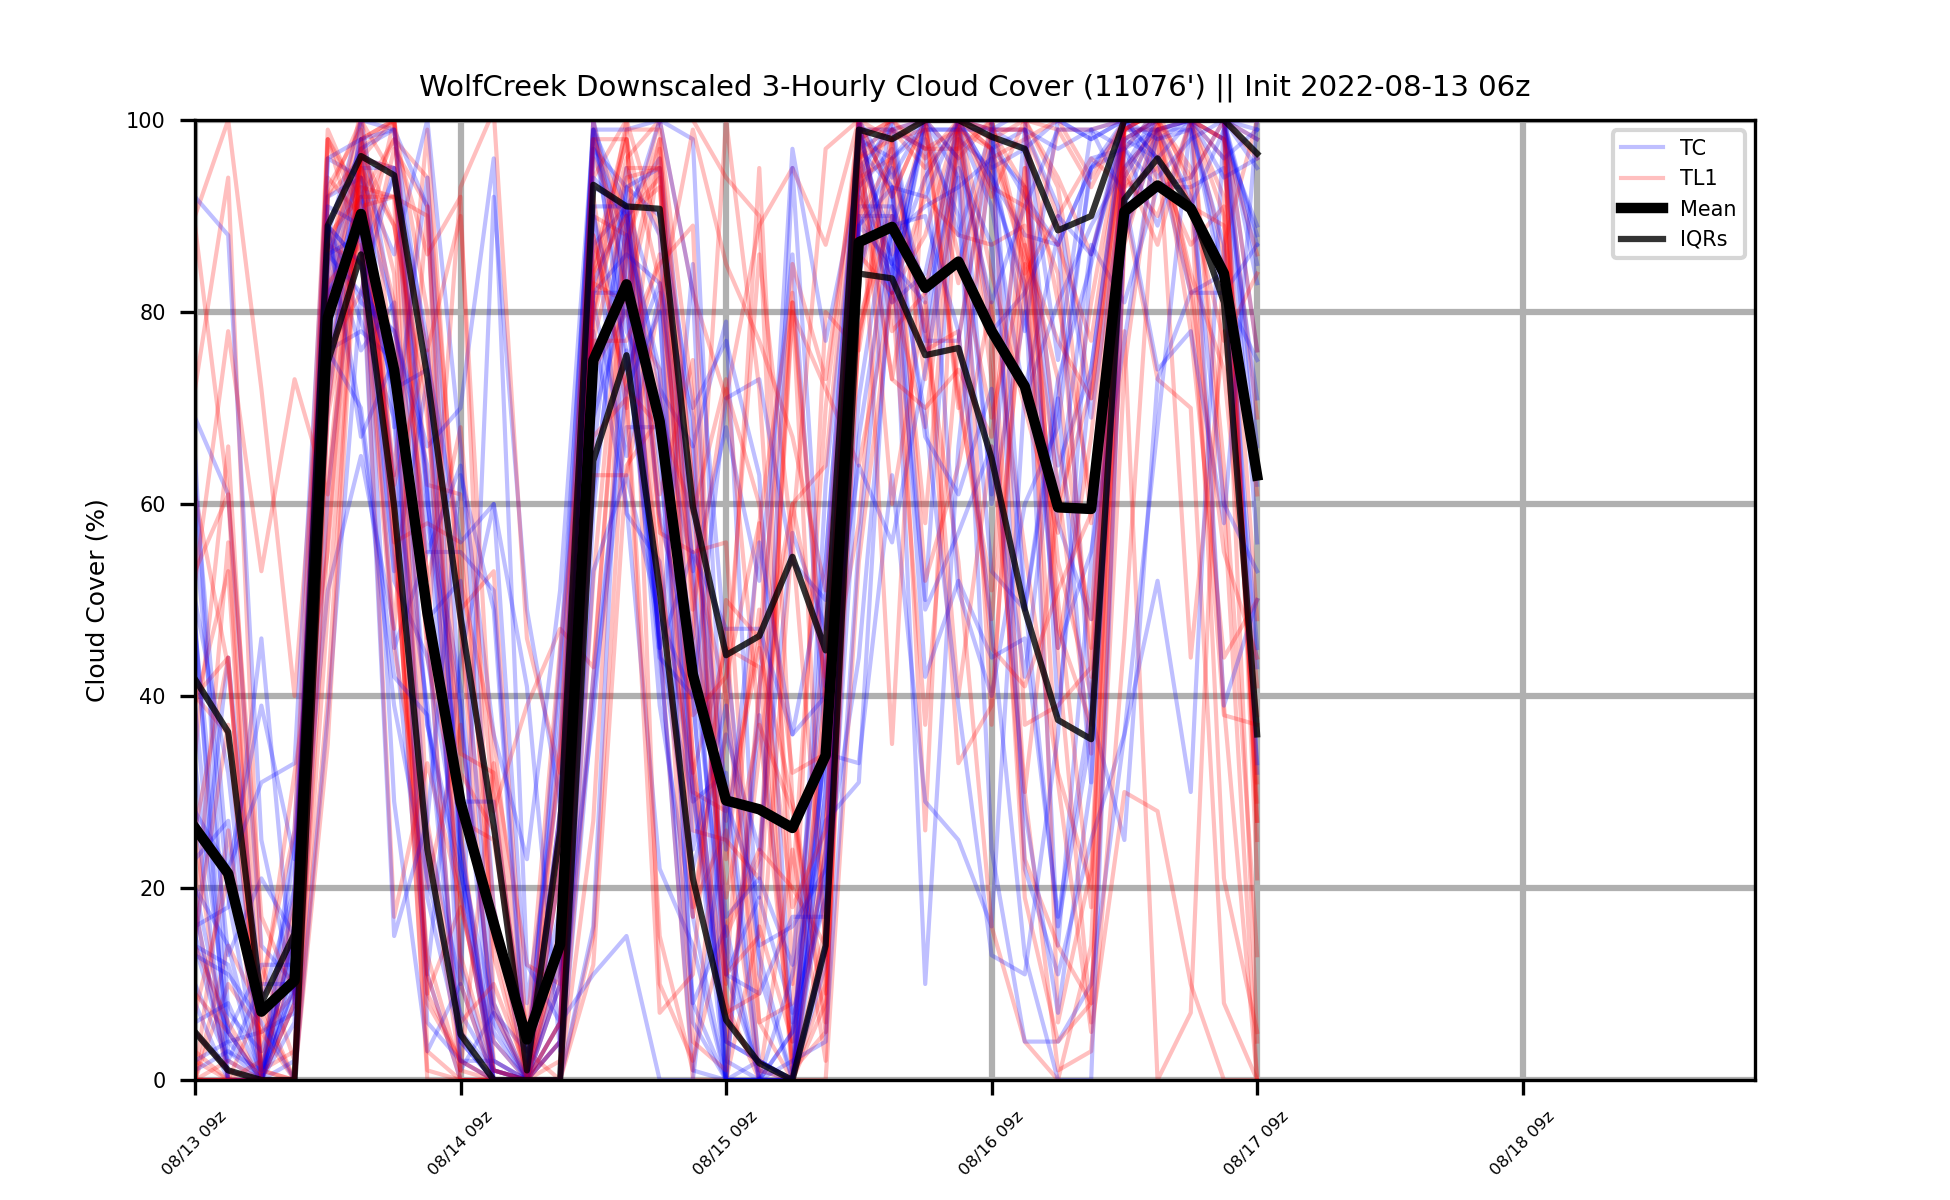 WolfCreek Downscaled 3-Hourly Cloud Cover (11076') || Init 2022-08-13 06z
Cloud Cover (%)
100
80
60
40
20
0
TC
TL1
Mean
IQRs
08/13 09z
08/14 09z
08/15 09z
08/16 09z
08/17 09z
08/18 09z